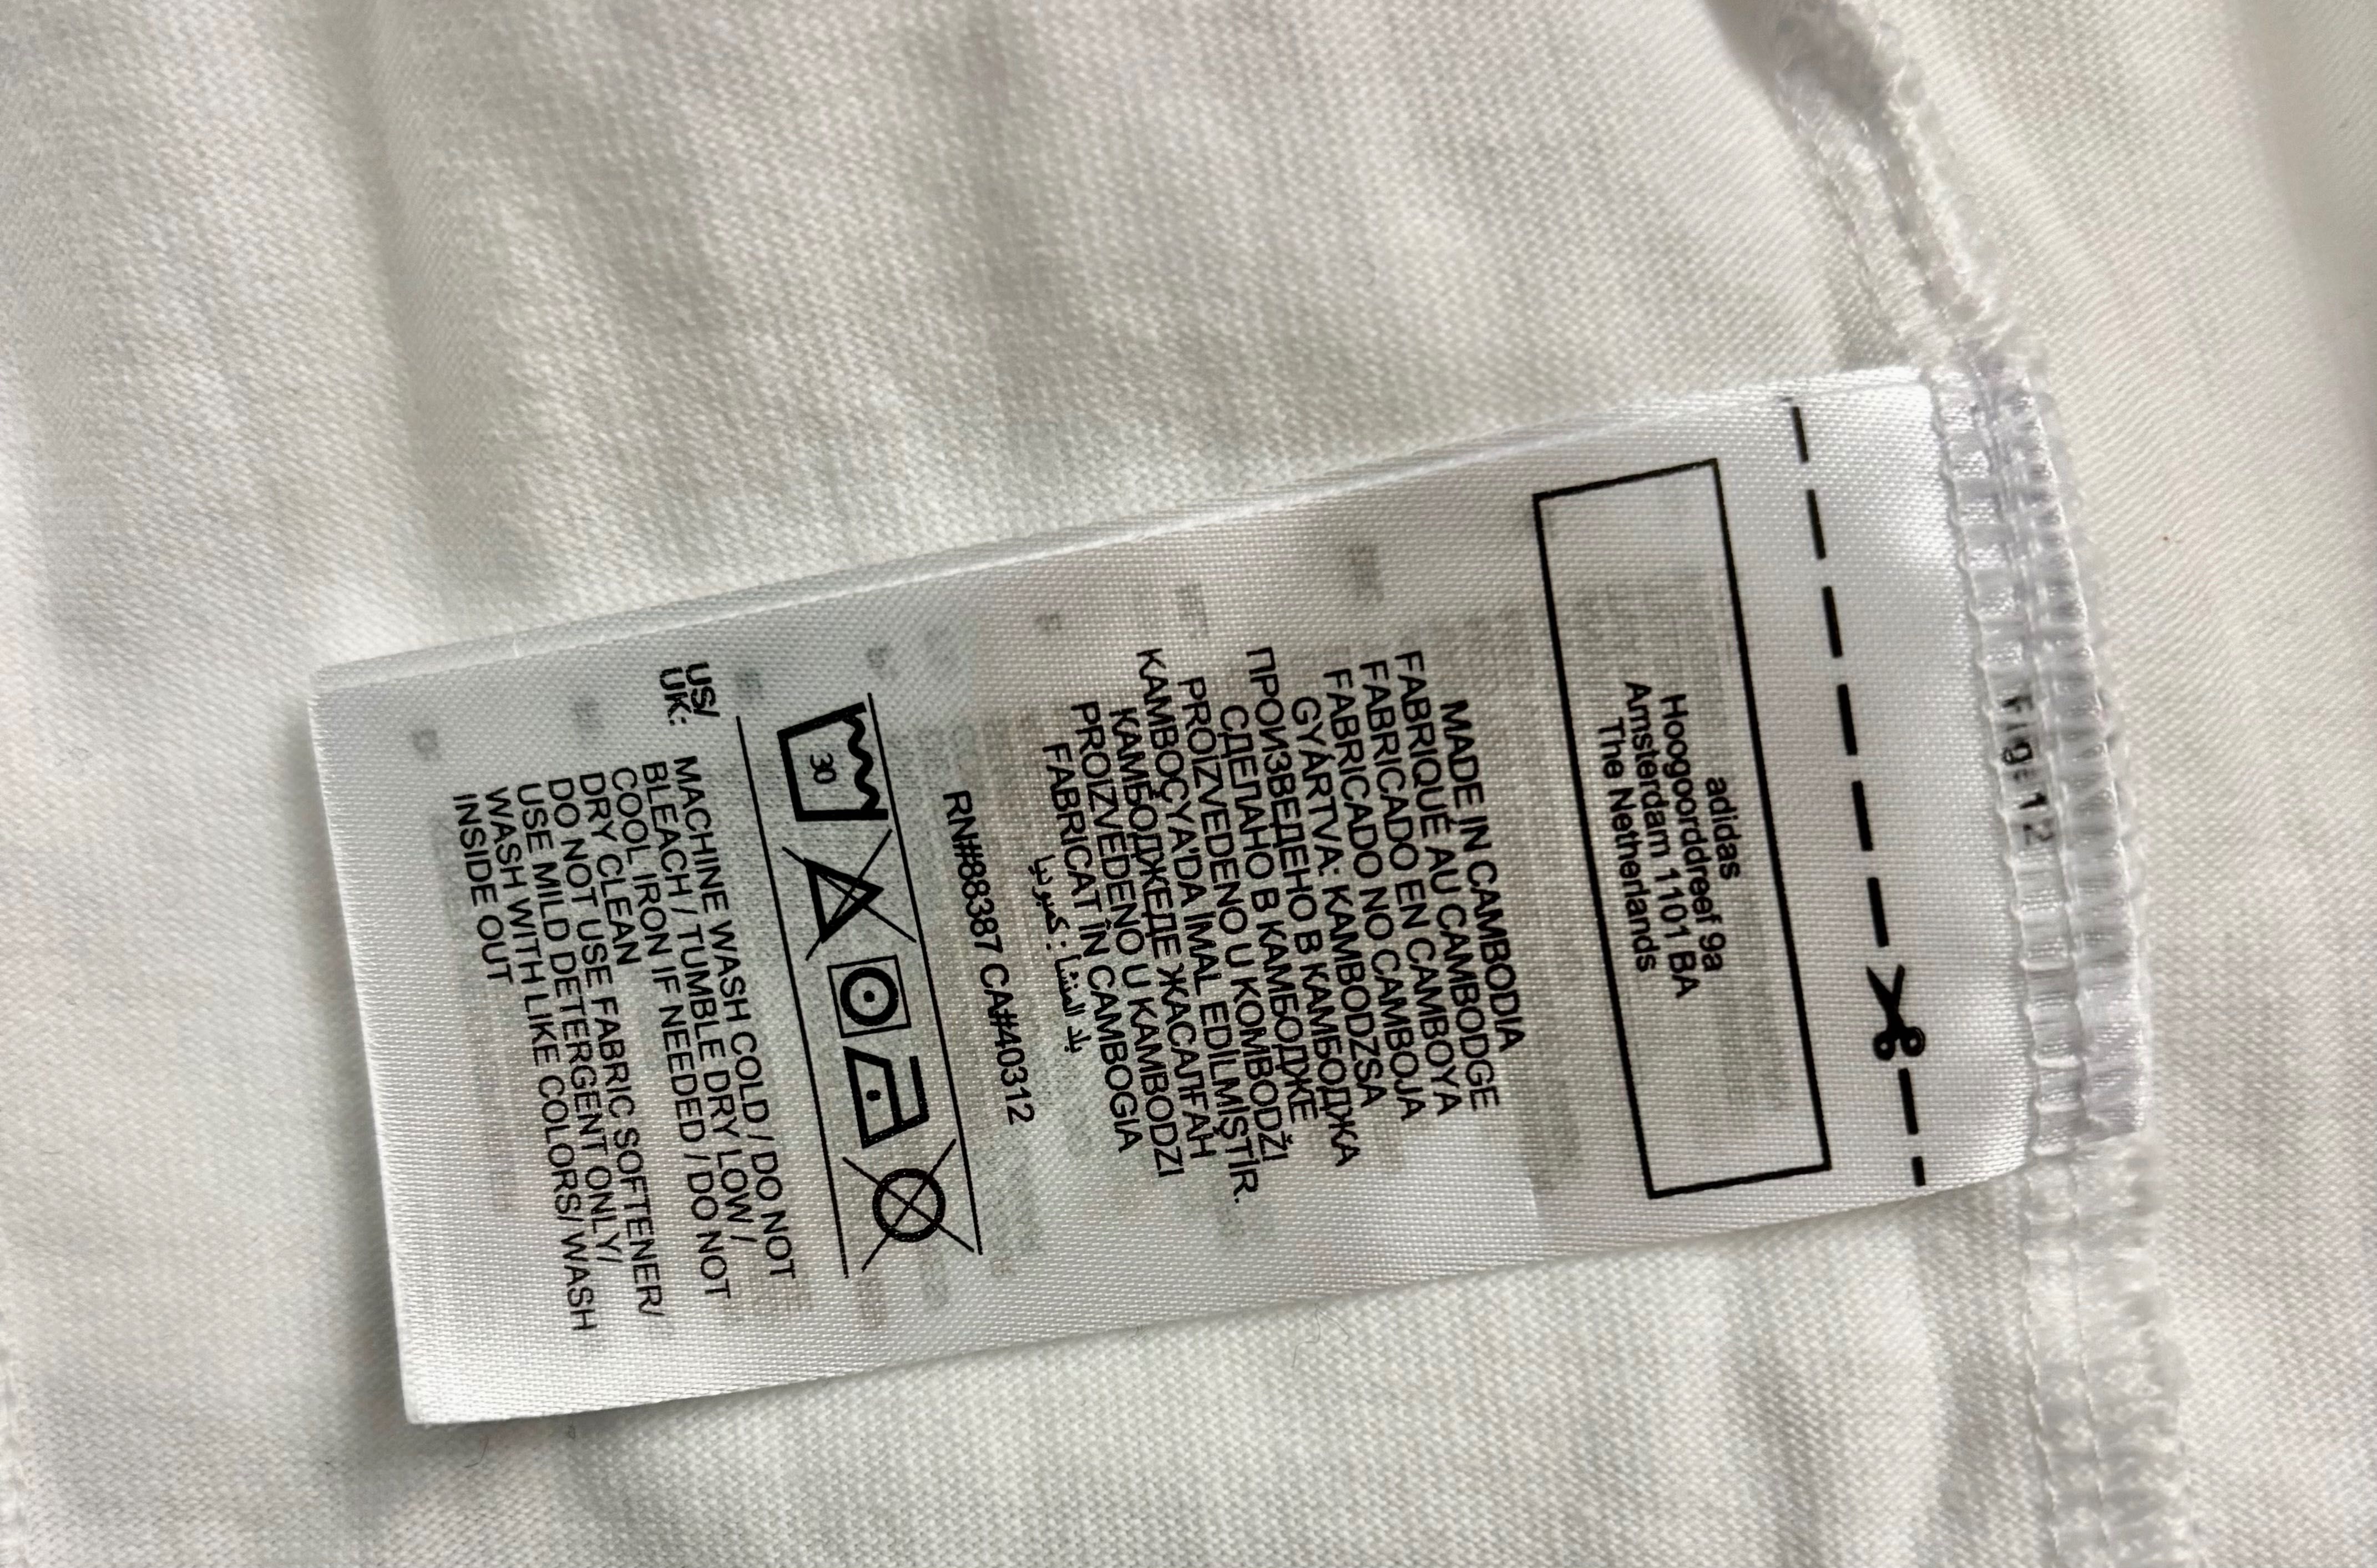 adidas
Hoogoorddreef 9a
Amsterdam 1101 BA
The Netherlands
MADE IN CAMBODIA
FABRIQUÉ AU CAMBODGE
FABRICADO EN CAMBOYA
FABRICADO NO CAMBOJA
GYÁRTVA: KAMBODZSA
ПРОИЗВЕДЕНО В КАМБОДЖА
СДЕЛАНО В КАМБОДЖЕ
PROIZVEDENO U KOMBODŽI
KAMBOÇYA'DA İMAL EDİLMİŞTİR.
КАМБОДЖЕДЕ ЖАСАЛҒАН
PROIZVEDENO U KAMBODZI
FABRICAT ÎN CAMBOGIA
بلد المنشأ : كمبوديا
RN#88387 CA#40312
30
US/
UK: MACHINE WASH COLD / DO NOT
BLEACH / TUMBLE DRY LOW /
COOL IRON IF NEEDED / DO NOT
DRY CLEAN
DO NOT USE FABRIC SOFTENER/
USE MILD DETERGENT ONLY/
WASH WITH LIKE COLORS/ WASH
INSIDE OUT